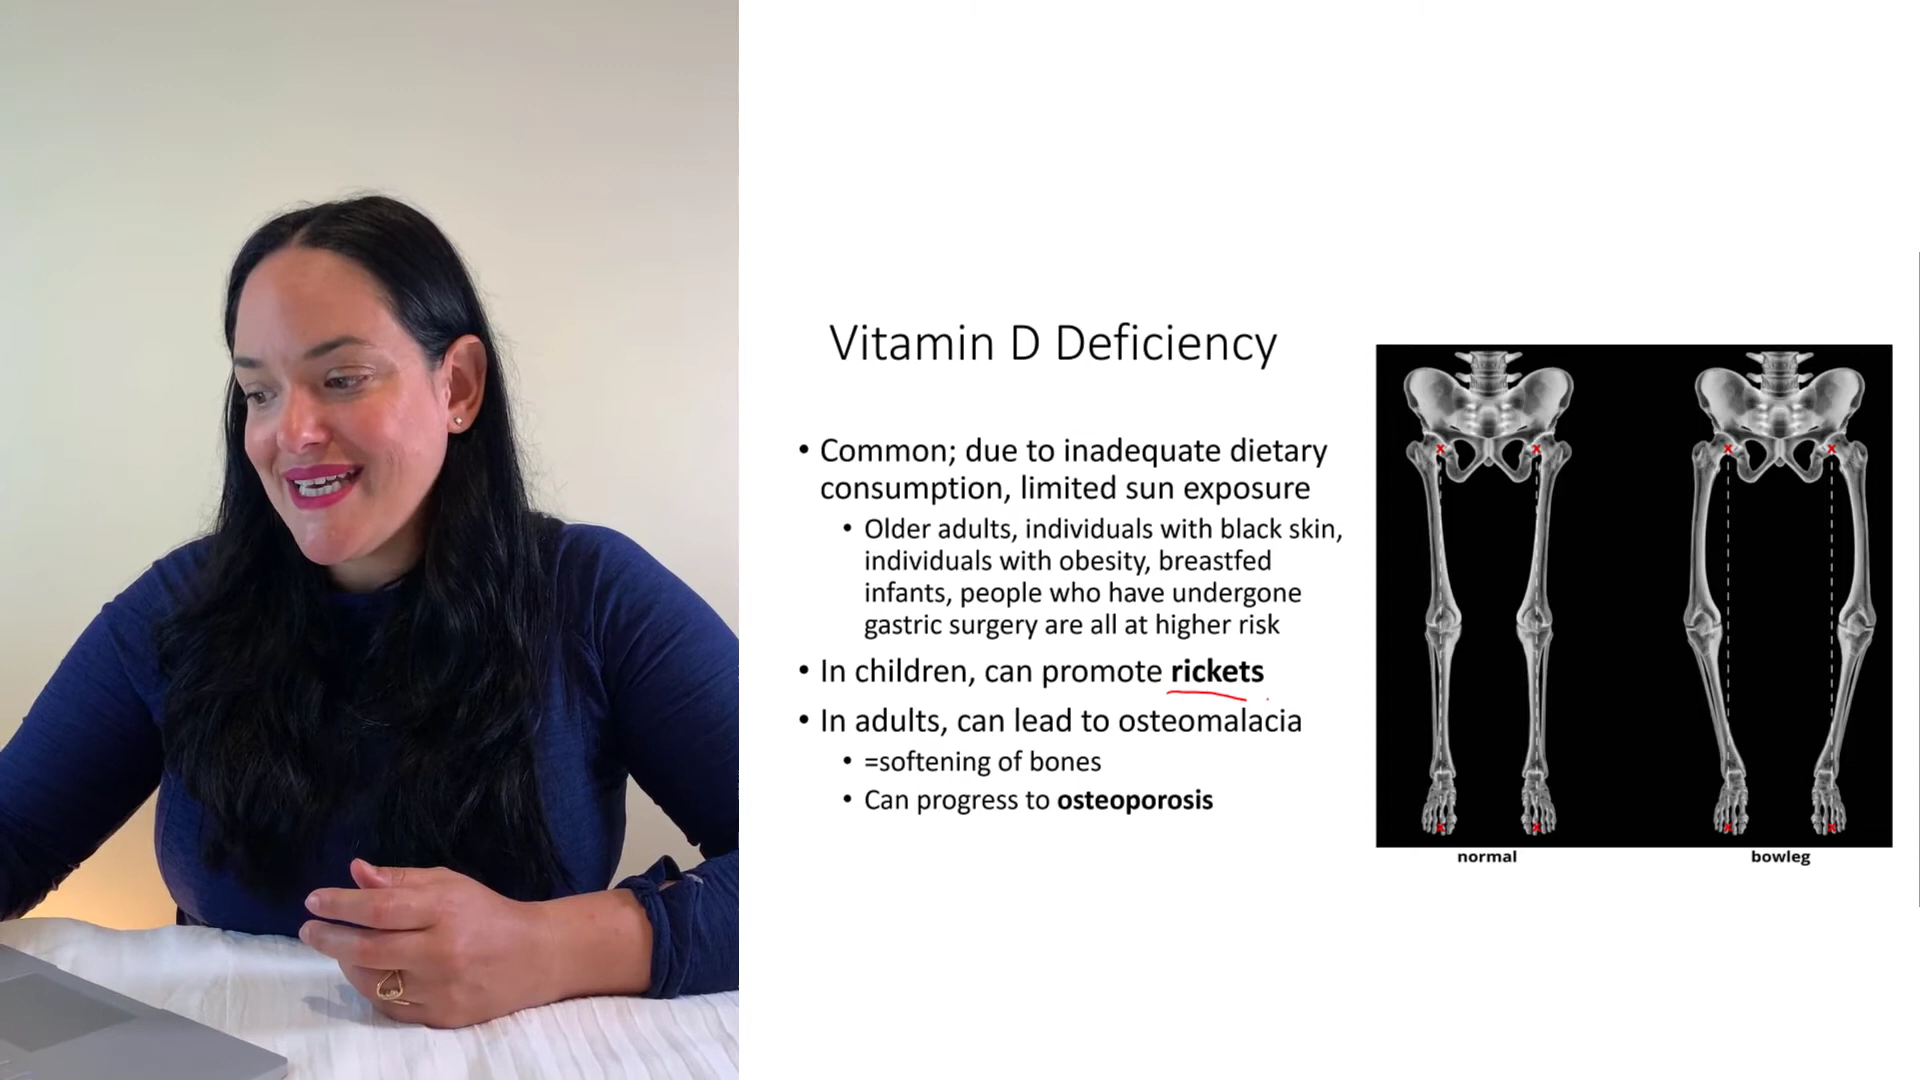 Vitamin D Deficiency
• Common; due to inadequate dietary
consumption, limited sun exposure
• Older adults, individuals with black skin,
individuals with obesity, breastfed
infants, people who have undergone
gastric surgery are all at higher risk
• In children, can promote rickets
• In adults, can lead to osteomalacia
• =softening of bones
• Can progress to osteoporosis
x x x x
x x x x
normal bowleg